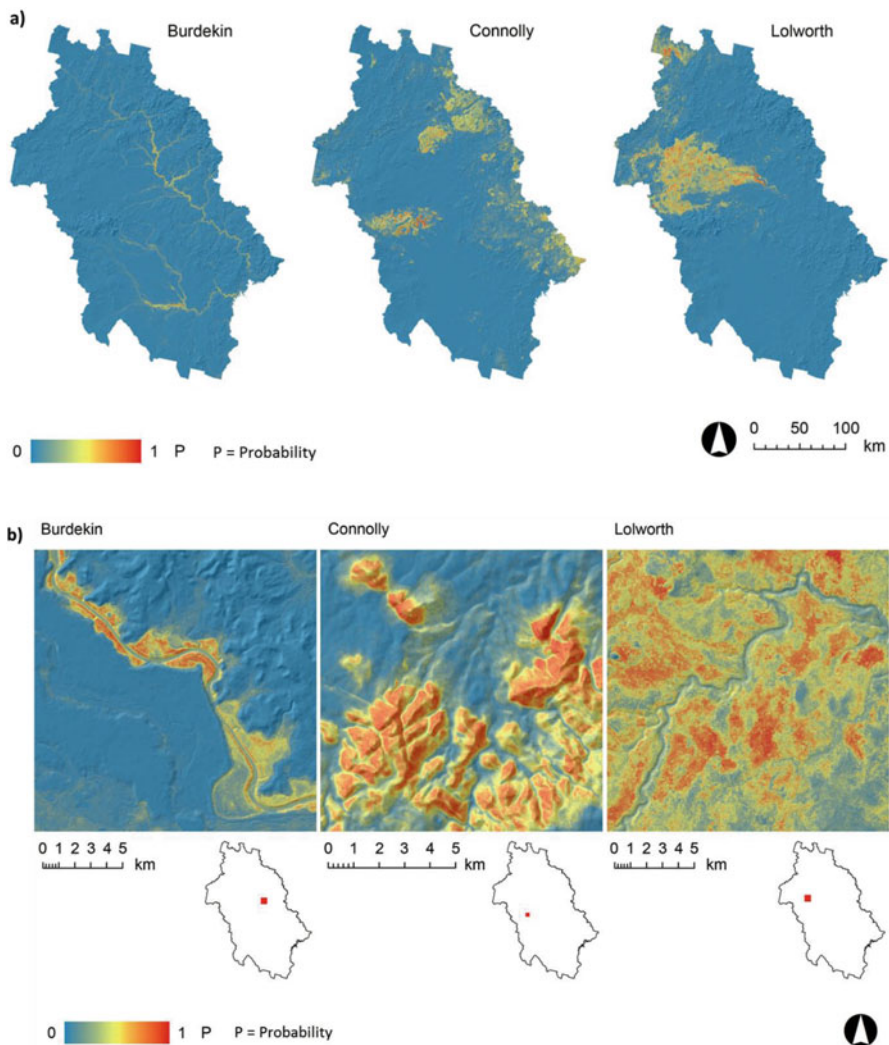 a)
Burdekin Connolly Lolworth
0 1 P P = Probability
0 50 100
km
b)
Burdekin Connolly Lolworth
0 1 2 3 4 5 0 1 2 3 4 5 0 1 2 3 4 5
km km km
0 1 P P = Probability